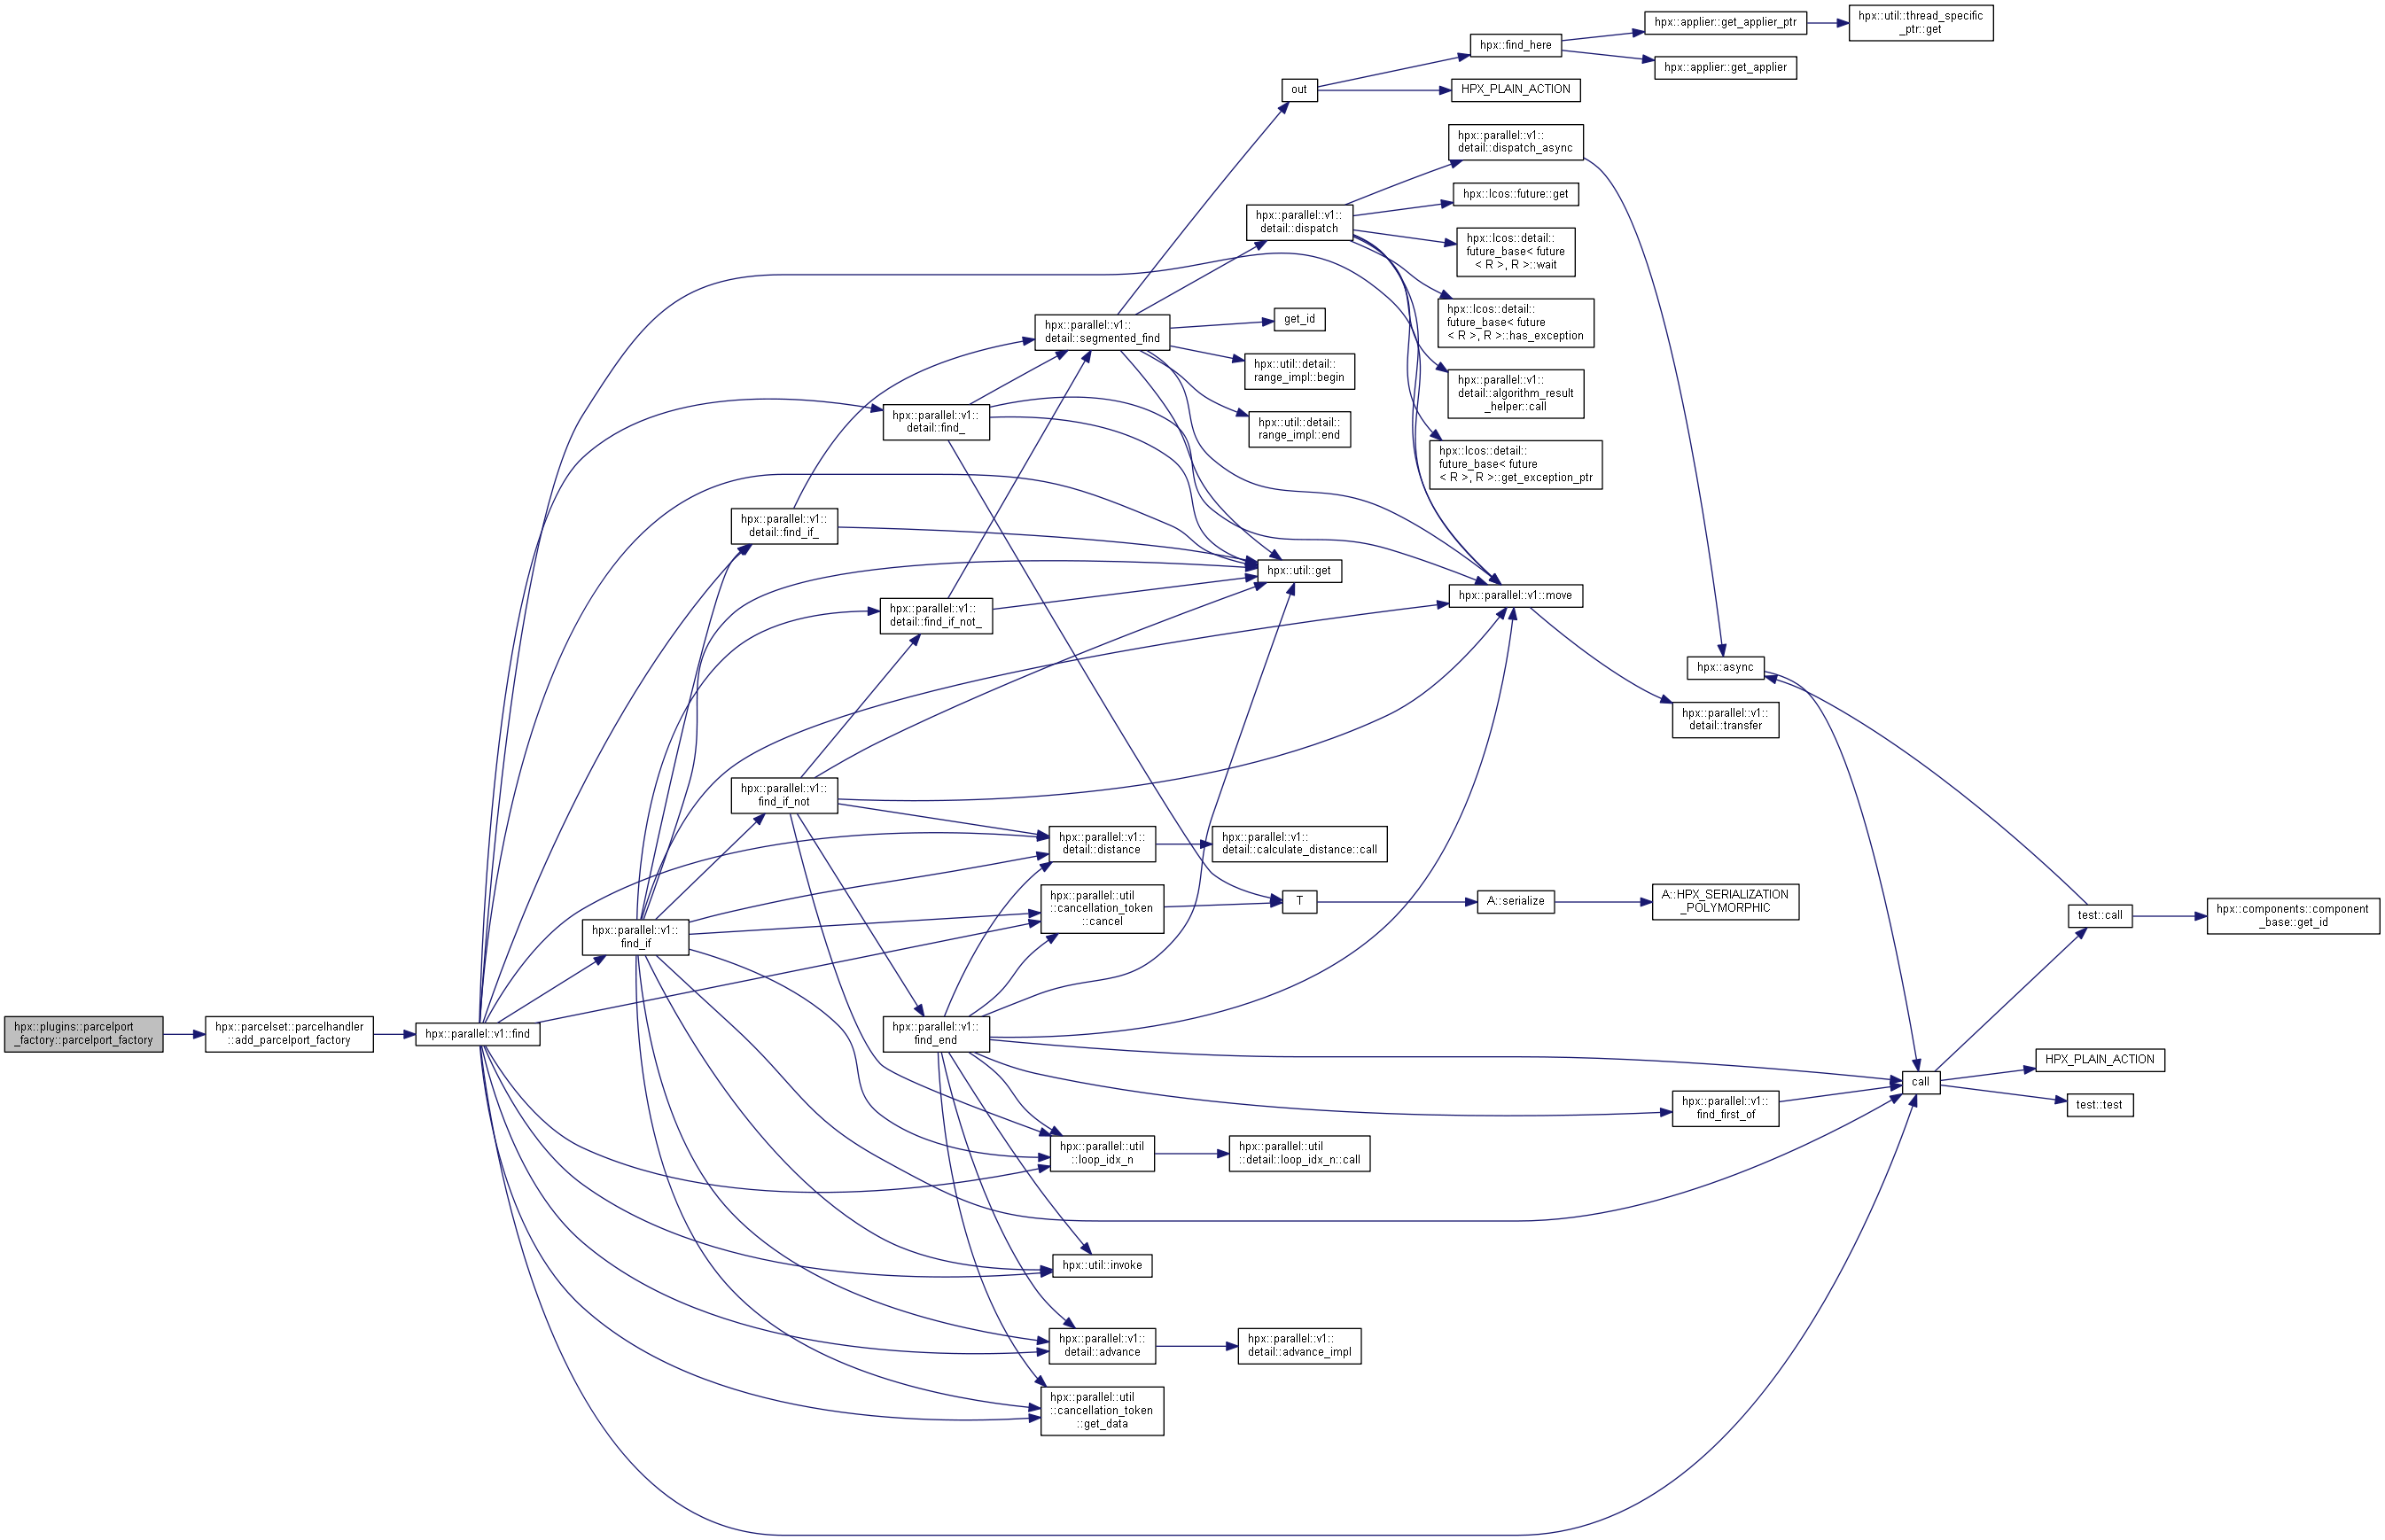 hpx::plugins::parcelport
_factory::parcelport_factory
hpx::parcelset::parcelhandler
::add_parcelport_factory
hpx::parallel::v1::find
hpx::parallel::v1::
find_if
hpx::parallel::v1::
detail::find_if_
hpx::parallel::v1::
find_if_not
hpx::parallel::v1::
detail::find_
hpx::parallel::v1::
detail::find_if_not_
hpx::parallel::v1::
find_end
hpx::parallel::v1::
detail::segmented_find
hpx::parallel::v1::
detail::distance
hpx::parallel::util
::cancellation_token
::cancel
hpx::parallel::util
::loop_idx_n
hpx::util::invoke
hpx::parallel::v1::
detail::advance
hpx::parallel::util
::cancellation_token
::get_data
out
hpx::parallel::v1::
detail::dispatch
get_id
hpx::util::detail::
range_impl::begin
hpx::util::detail::
range_impl::end
hpx::util::get
hpx::parallel::v1::
detail::calculate_distance::call
T
hpx::parallel::util
::detail::loop_idx_n::call
hpx::parallel::v1::
detail::advance_impl
hpx::find_here
HPX_PLAIN_ACTION
hpx::parallel::v1::
detail::dispatch_async
hpx::lcos::future::get
hpx::lcos::detail::
future_base< future
< R >, R >::wait
hpx::lcos::detail::
future_base< future
< R >, R >::has_exception
hpx::parallel::v1::
detail::algorithm_result
_helper::call
hpx::lcos::detail::
future_base< future
< R >, R >::get_exception_ptr
hpx::parallel::v1::move
A::serialize
hpx::applier::get_applier_ptr
hpx::applier::get_applier
hpx::async
hpx::parallel::v1::
detail::transfer
A::HPX_SERIALIZATION
_POLYMORPHIC
hpx::parallel::v1::
find_first_of
hpx::util::thread_specific
_ptr::get
call
test::call
HPX_PLAIN_ACTION
test::test
hpx::components::component
_base::get_id